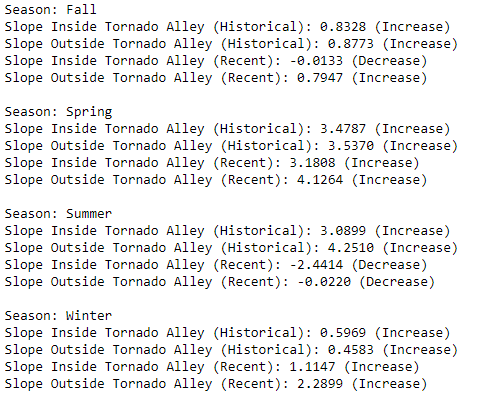 Season: Fall
Slope Inside Tornado Alley (Historical): 0.8328 (Increase)
Slope Outside Tornado Alley (Historical): 0.8773 (Increase)
Slope Inside Tornado Alley (Recent): -0.0133 (Decrease)
Slope Outside Tornado Alley (Recent): 0.7947 (Increase)
Season: Spring
Slope Inside Tornado Alley (Historical): 3.4787 (Increase)
Slope Outside Tornado Alley (Historical): 3.5370 (Increase)
Slope Inside Tornado Alley (Recent): 3.1808 (Increase)
Slope Outside Tornado Alley (Recent): 4.1264 (Increase)
Season: Summer
Slope Inside Tornado Alley (Historical): 3.0899 (Increase)
Slope Outside Tornado Alley (Historical): 4.2510 (Increase)
Slope Inside Tornado Alley (Recent): -2.4414 (Decrease)
Slope Outside Tornado Alley (Recent): -0.0220 (Decrease)
Season: Winter
Slope Inside Tornado Alley (Historical): 0.5969 (Increase)
Slope Outside Tornado Alley (Historical): 0.4583 (Increase)
Slope Inside Tornado Alley (Recent): 1.1147 (Increase)
Slope Outside Tornado Alley (Recent): 2.2899 (Increase)